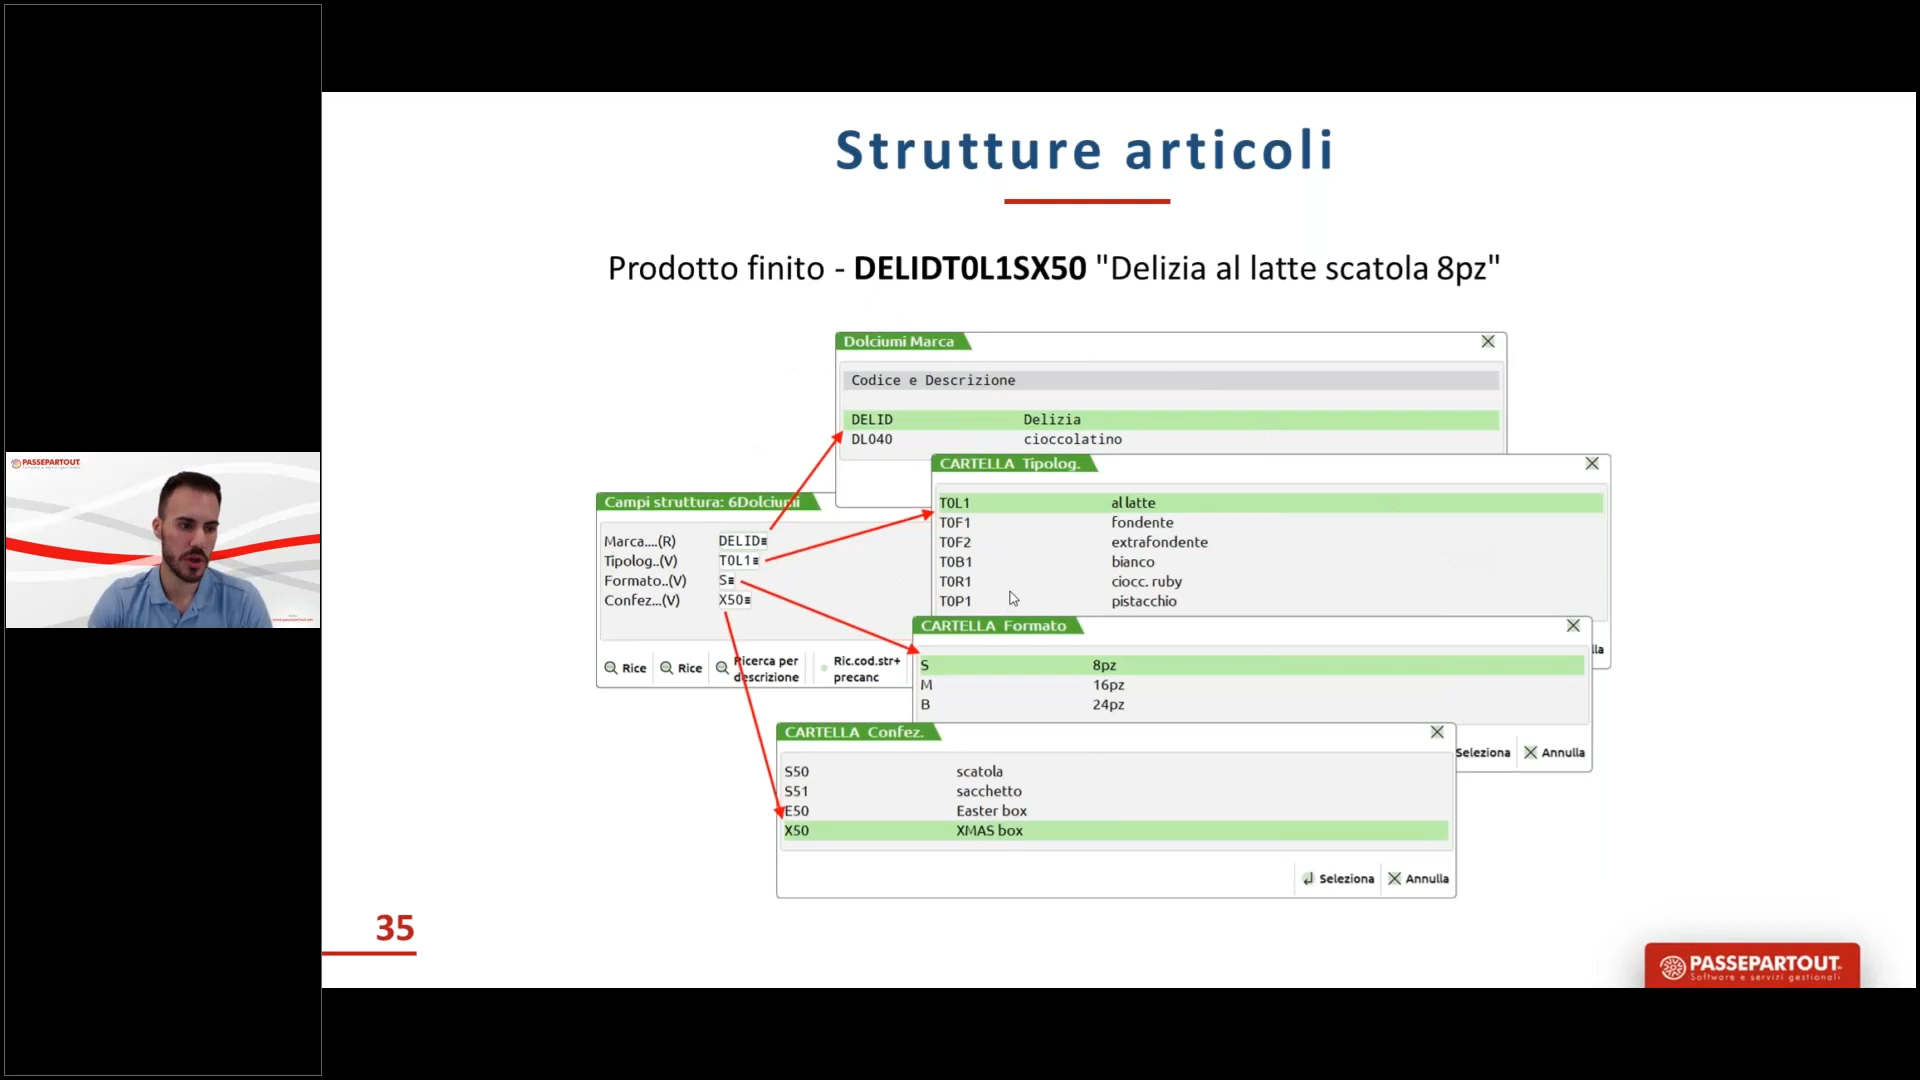 PASSEPARTOUT
Strutture articoli
Prodotto finito - DELIDT0L1SX50 "Delizia al latte scatola 8pz"
Dolciumi Marca
Codice e Descrizione
DELID Delizia
DL040 cioccolatino
CARTELLA Tipolog.
T0L1 al latte
T0F1 fondente
T0F2 extrafondente
T0B1 bianco
T0R1 ciocc. ruby
T0P1 pistacchio
Campi struttura: 6Dolciumi
Marca....(R) DELID
Tipolog..(V) T0L1
Formato..(V) S
Confez...(V) X50
Rice Rice Ricerca per descrizione Ric.cod.str+ precanc
CARTELLA Formato
S 8pz
M 16pz
B 24pz
Seleziona Annulla
CARTELLA Confez.
S50 scatola
S51 sacchetto
E50 Easter box
X50 XMAS box
Seleziona Annulla
35
PASSEPARTOUT
Software e servizi gestionali